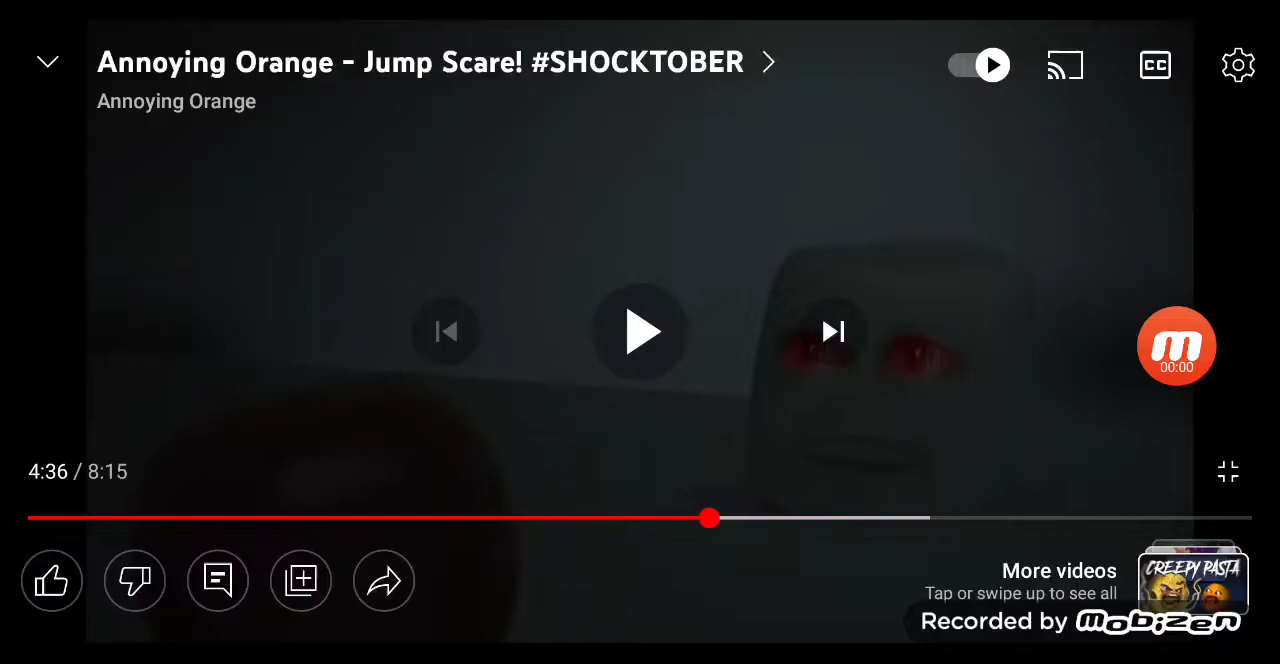 Annoying Orange - Jump Scare! #SHOCKTOBER
Annoying Orange
CC
m
00:00
4:36 / 8:15
More videos
Tap or swipe up to see all
CREEPY PASTA
Recorded by mobizen